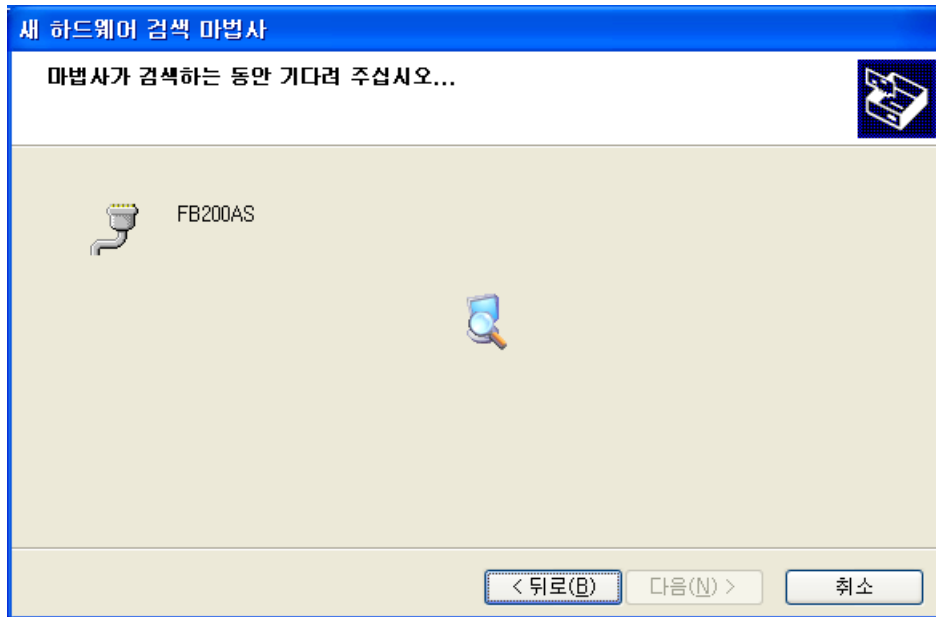 새 하드웨어 검색 마법사
마법사가 검색하는 동안 기다려 주십시오...
FB200AS
< 뒤로(B)
다음(N) >
취소